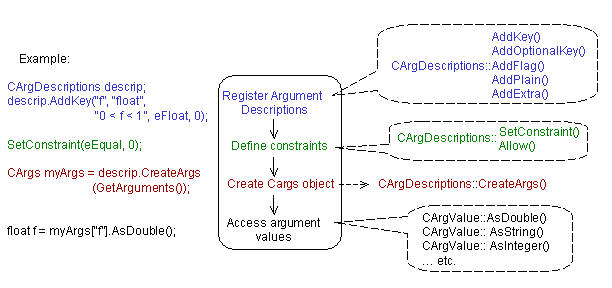 Example:
CArgDescriptions descrip;
descrip.AddKey("f", "float",
"0 < f < 1", eFloat, 0);
SetConstraint(eEqual, 0);
CArgs myArgs = descrip.CreateArgs
(GetArguments());
float f = myArgs["f"].AsDouble();
Register Argument
Descriptions
Define constraints
Create Cargs object
Access argument
values
AddKey()
AddOptionalKey()
CArgDescriptions::AddFlag()
AddPlain()
AddExtra()
CArgDescriptions:: SetConstraint()
Allow()
CArgDescriptions::CreateArgs()
CArgValue::AsDouble()
CArgValue:: AsString()
CArgValue:: AsInteger()
... etc.